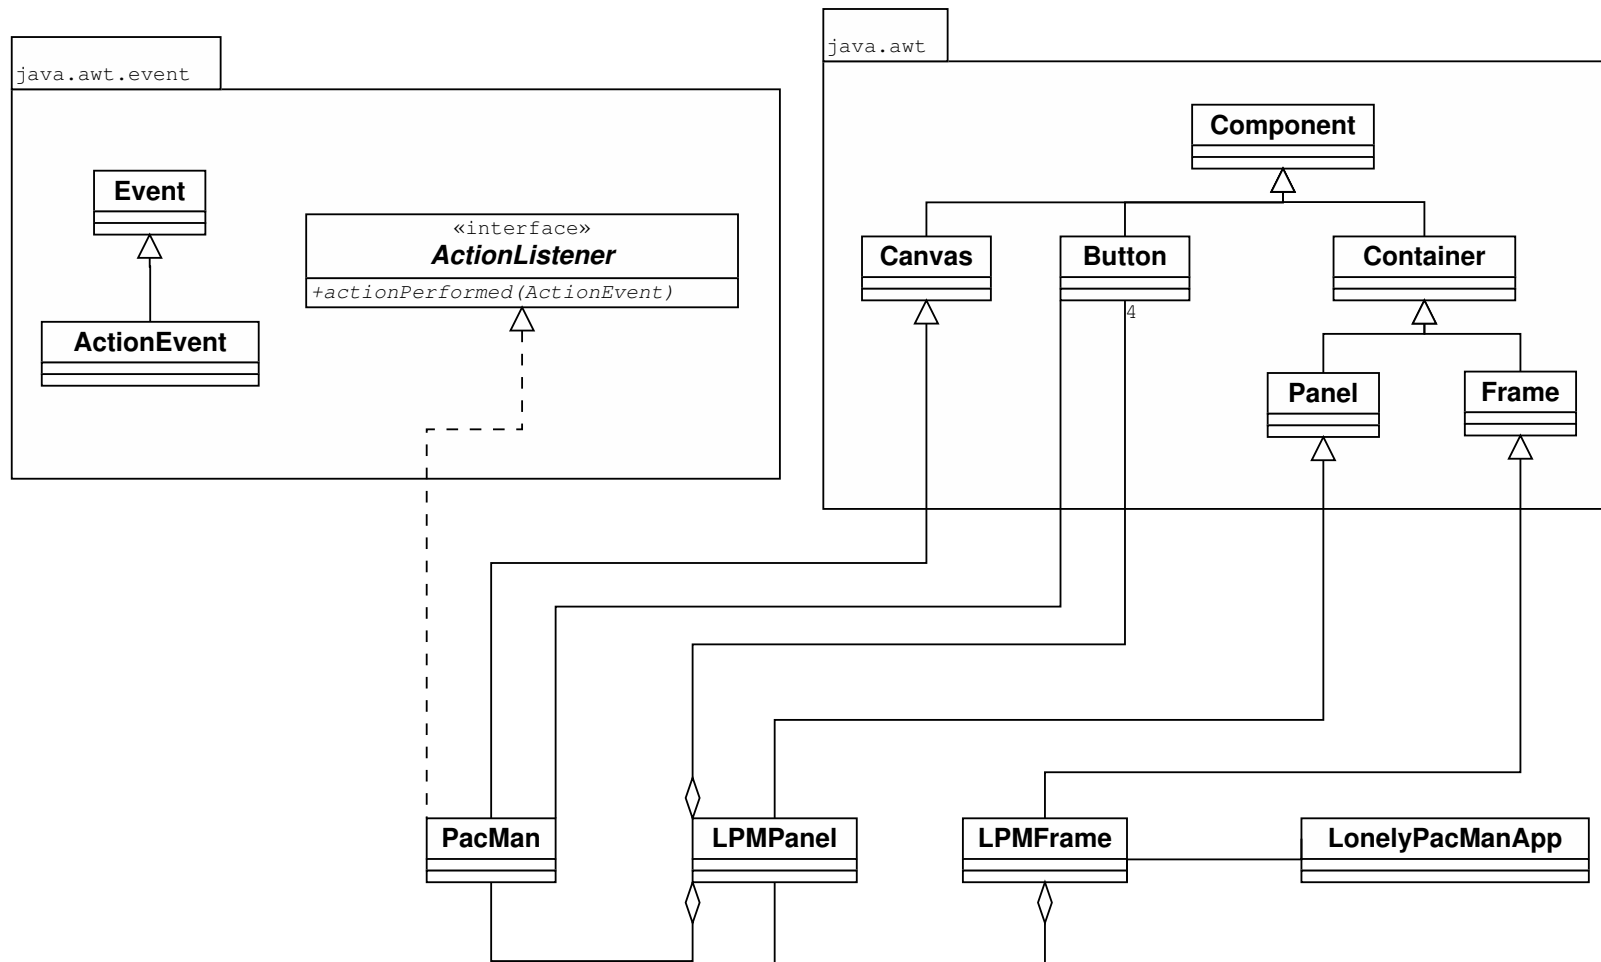 java.awt.event
Event
ActionEvent
«interface»
ActionListener
+actionPerformed(ActionEvent)
java.awt
Component
Canvas
Button
Container
4
Panel
Frame
PacMan
LPMPanel
LPMFrame
LonelyPacManApp